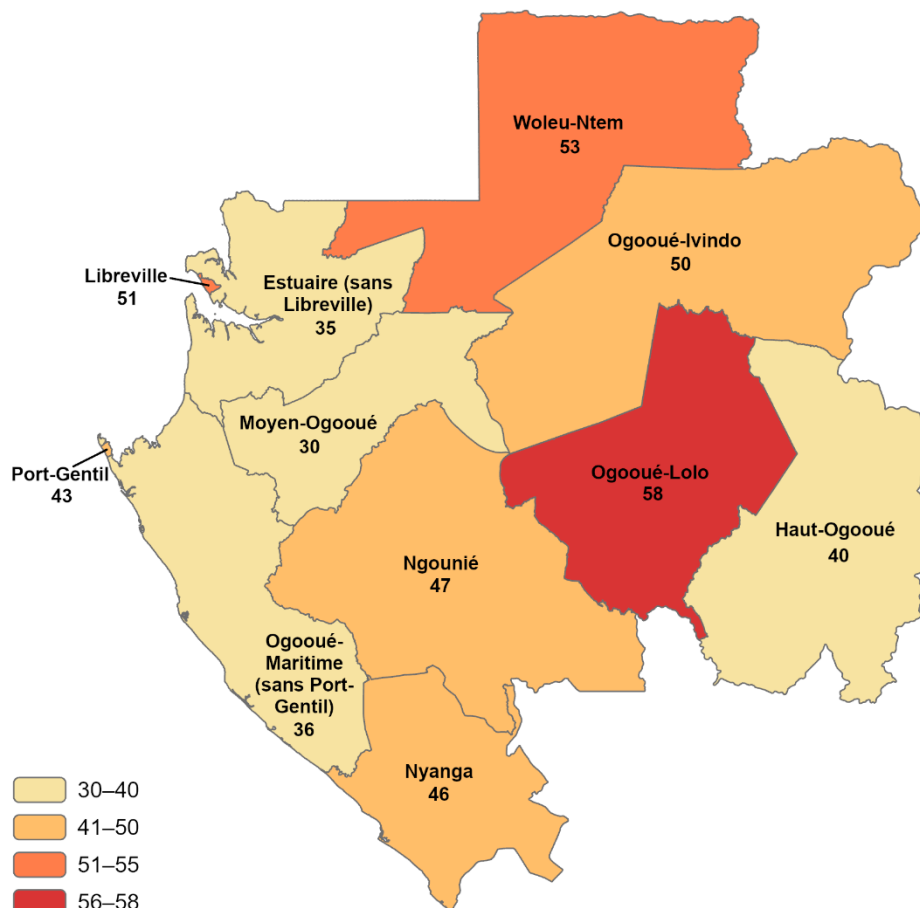 Woleu-Ntem
53
Ogooué-Ivindo
50
Libreville
51
Estuaire (sans
Libreville)
35
Moyen-Ogooué
30
Port-Gentil
43
Ogooué-Lolo
58
Haut-Ogooué
40
Ngounié
47
Ogooué-
Maritime
(sans Port-
Gentil)
36
Nyanga
46
30–40
41–50
51–55
56–58